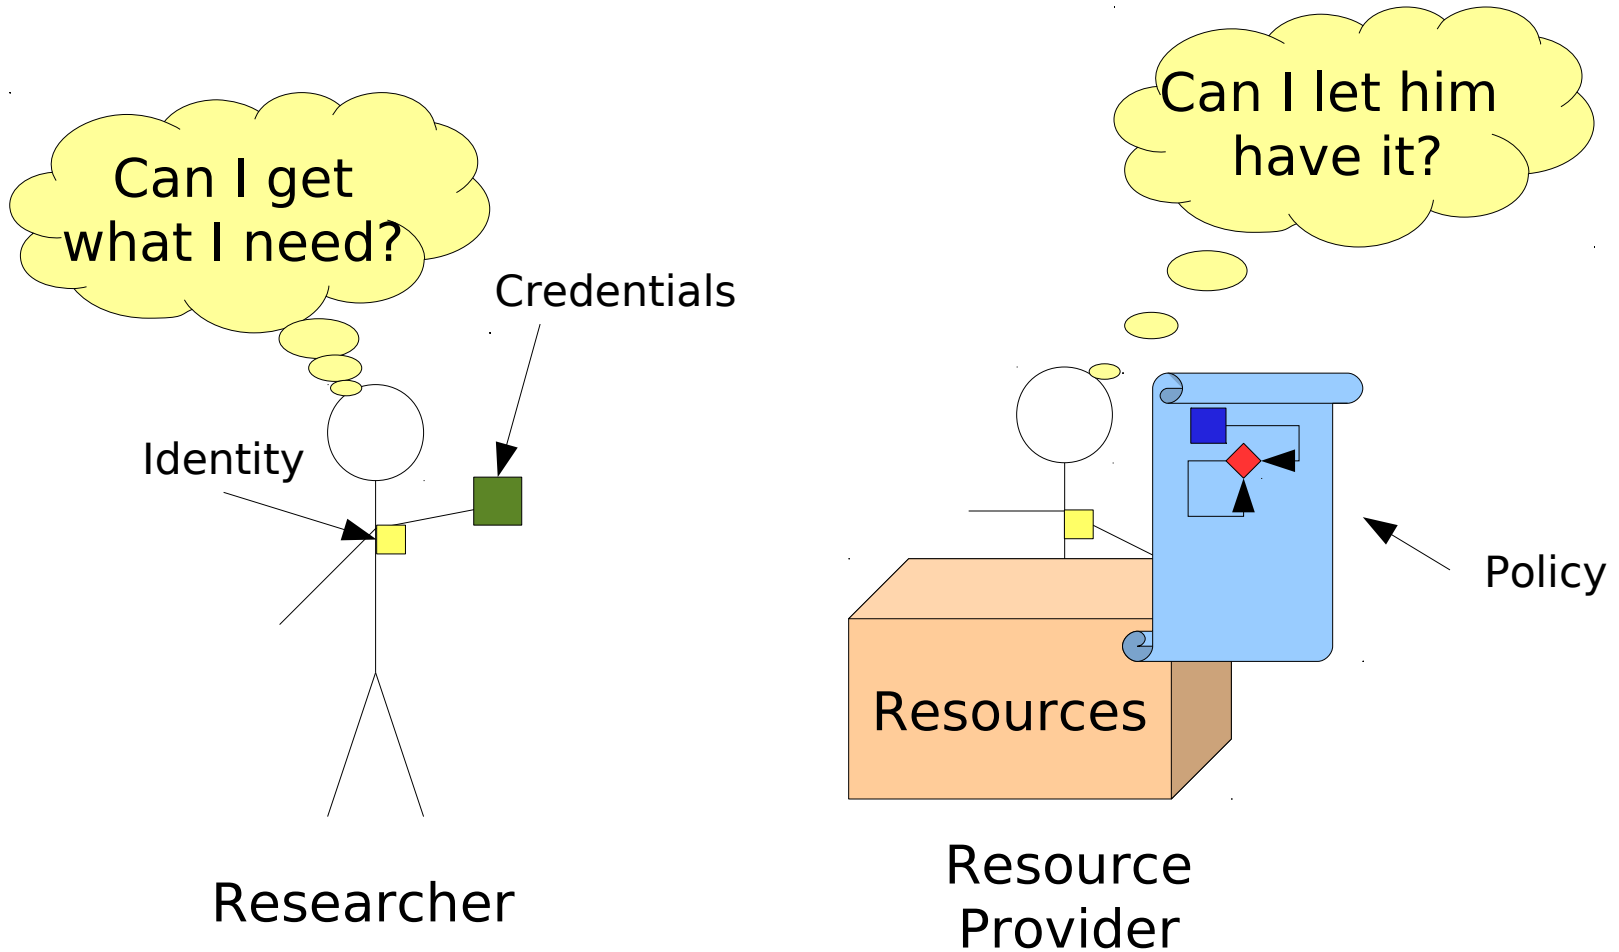 Can I get
what I need?
Credentials
Identity
Researcher
Can I let him
have it?
Policy
Resources
Resource
Provider